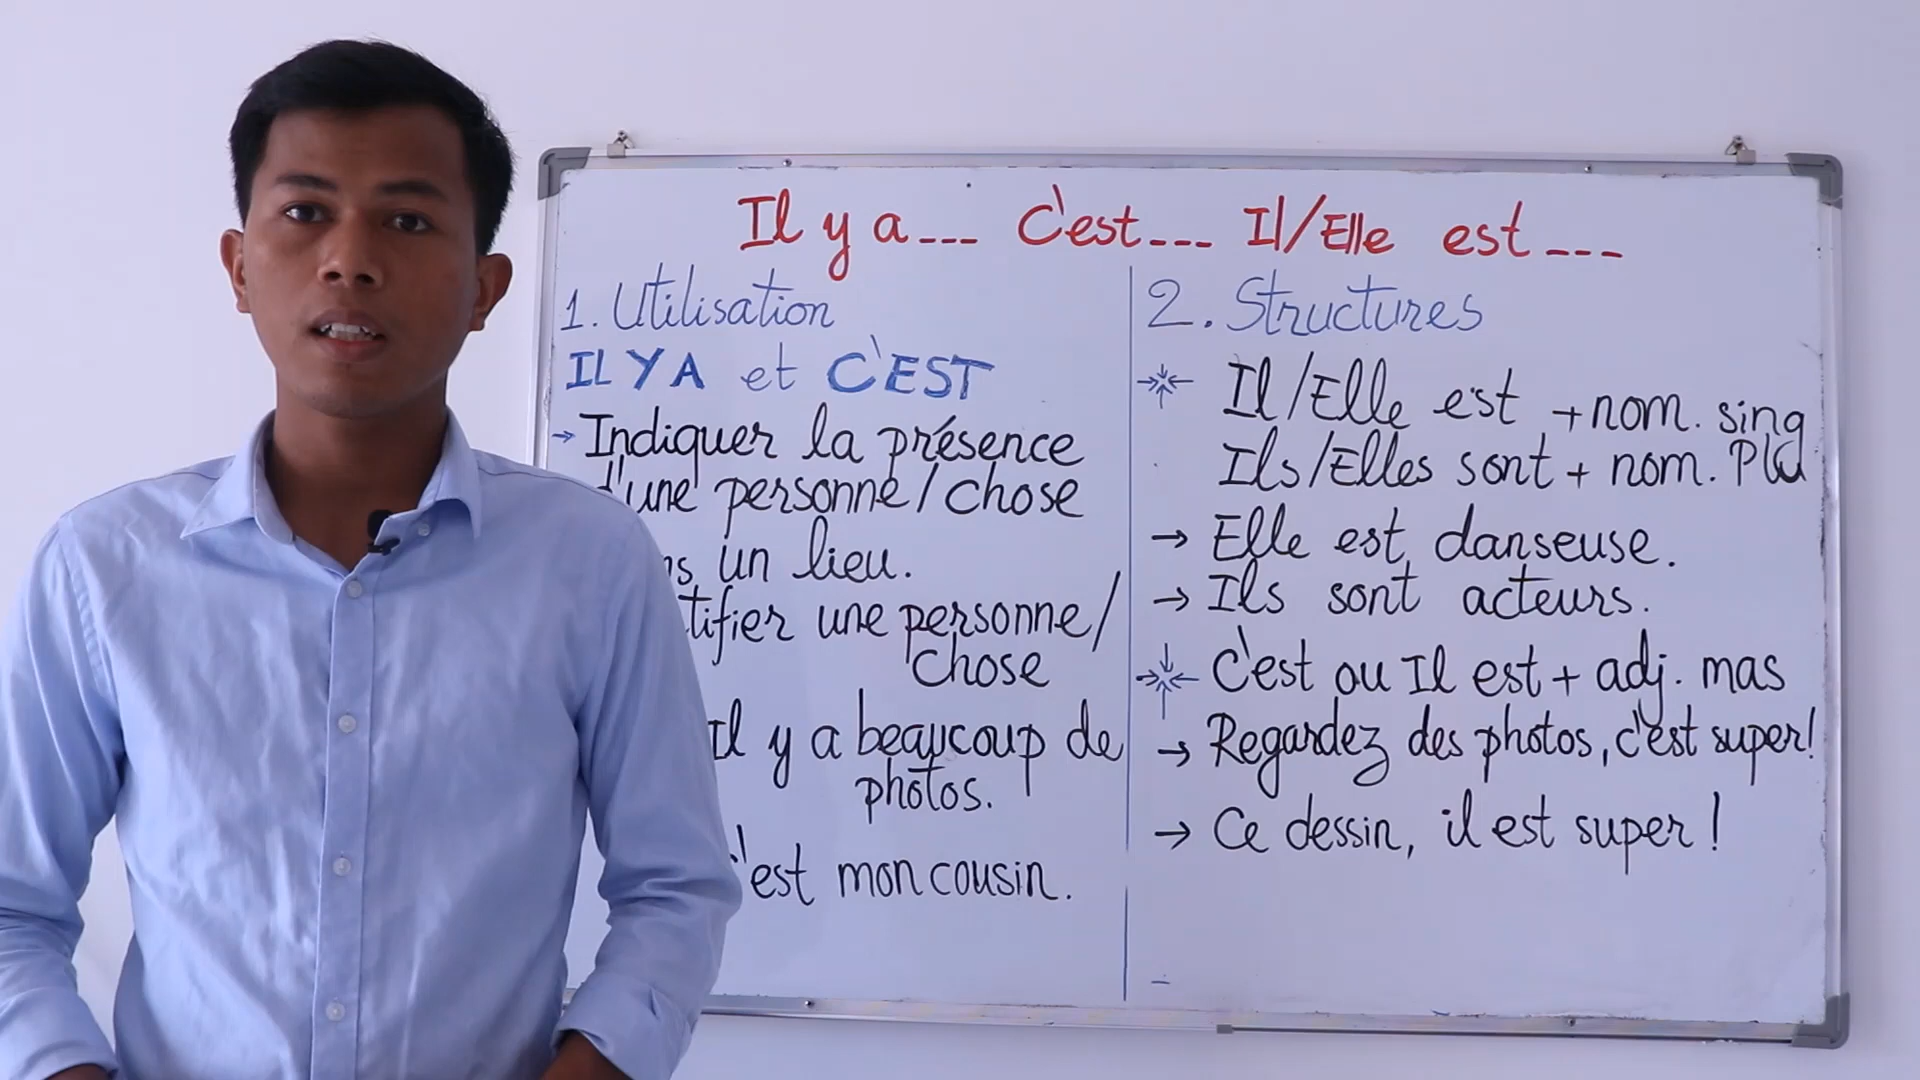 Il y a--- C'est--- Il/Elle est---
1. Utilisation
IL Y A et C'EST
→ Indiquer la présence
d'une personne/chose
un lieu.
une personne/
chose
Il y a beaucoup de
photos.
C'est mon cousin.
2. Structures
Il/Elle est + nom. sing
Ils/Elles sont + nom. Plu
→ Elle est danseuse.
→ Ils sont acteurs.
C'est ou Il est + adj. mas
→ Regardez des photos, c'est super!
→ Ce dessin, il est super!